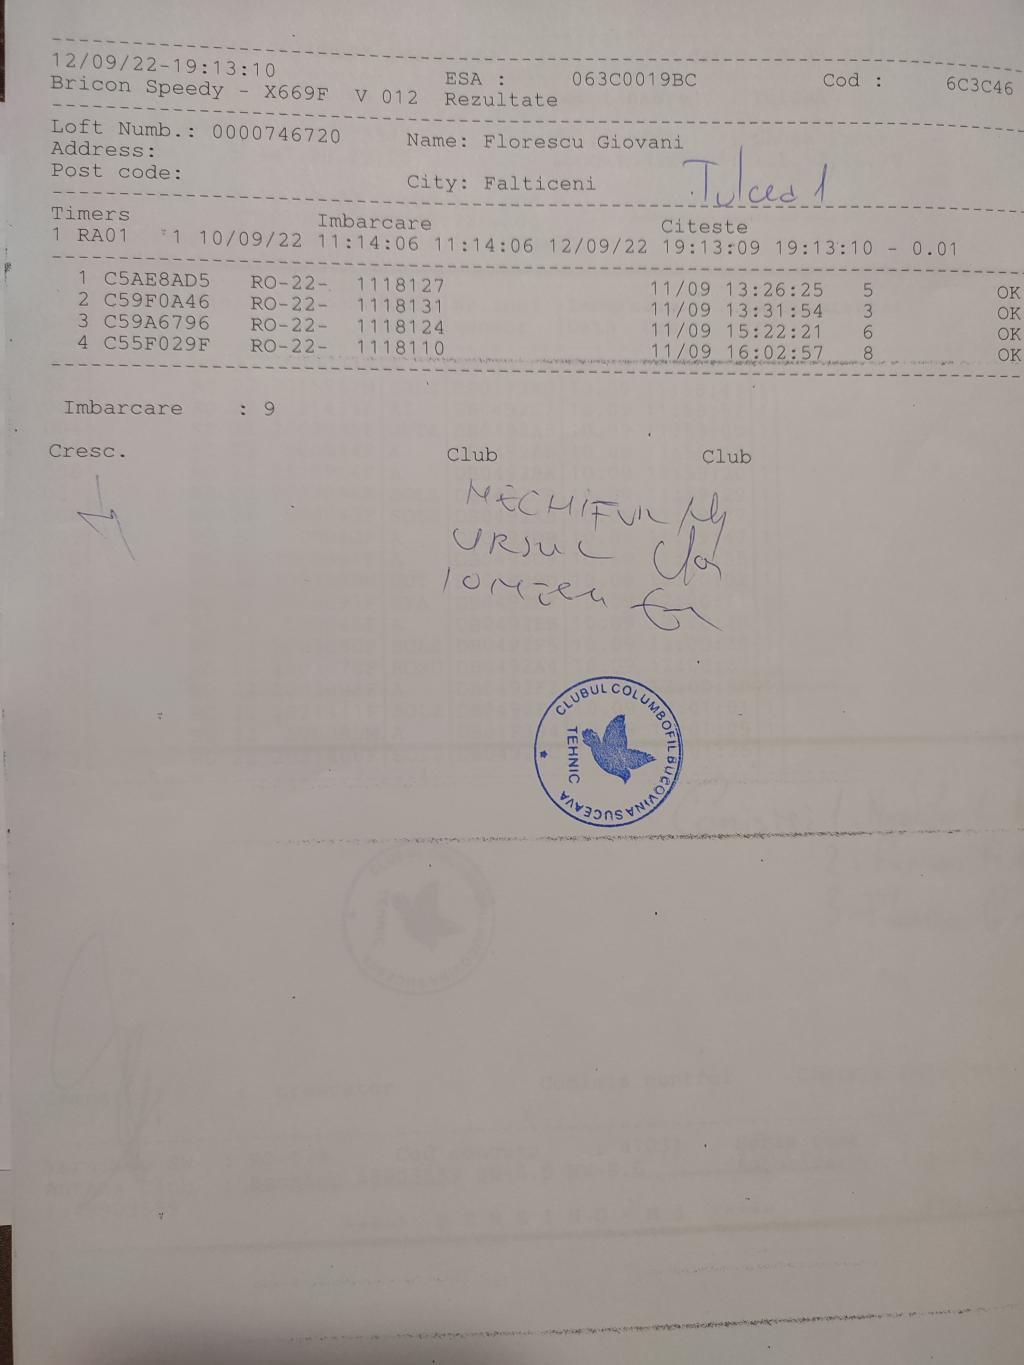 12/09/22-19:13:10 ESA : 063C0019BC Cod : 6C3C46
Bricon Speedy - X669F V 012 Rezultate
Loft Numb.: 0000746720 Name: Florescu Giovani
Address:
Post code: City: Falticeni Tulcea 1
Timers Imbarcare Citeste
1 RA01 1 10/09/22 11:14:06 11:14:06 12/09/22 19:13:09 19:13:10 - 0.01
1 C5AE8AD5 RO-22- 1118127 11/09 13:26:25 5 OK
2 C59F0A46 RO-22- 1118131 11/09 13:31:54 3 OK
3 C59A6796 RO-22- 1118124 11/09 15:22:21 6 OK
4 C55F029F RO-22- 1118110 11/09 16:02:57 8 OK
Imbarcare : 9
Cresc. Club Club
URSUL
CLUBUL COLUMBOFIL BUCOVINA SUCEAVA
TEHNIC